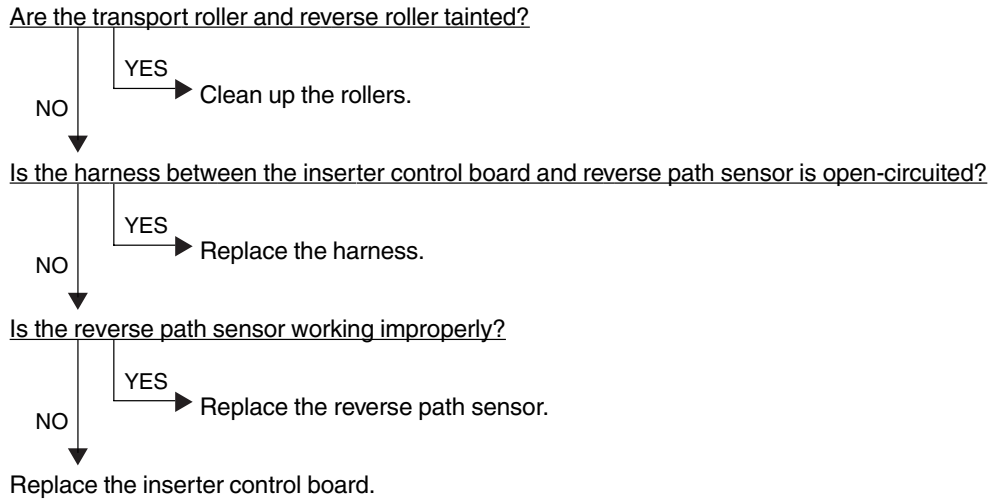 Are the transport roller and reverse roller tainted?
YES
Clean up the rollers.
NO
Is the harness between the inserter control board and reverse path sensor is open-circuited?
YES
Replace the harness.
NO
Is the reverse path sensor working improperly?
YES
Replace the reverse path sensor.
NO
Replace the inserter control board.